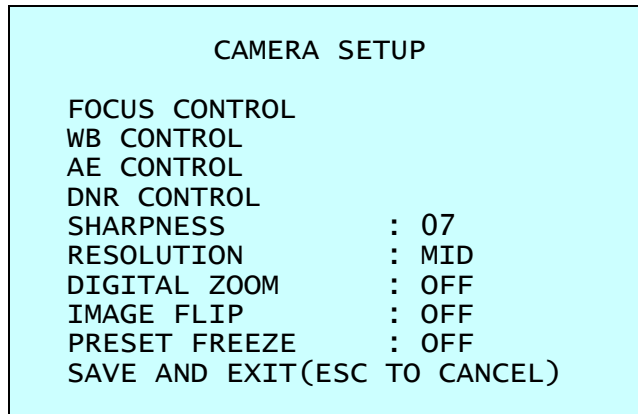 CAMERA SETUP
FOCUS CONTROL
WB CONTROL
AE CONTROL
DNR CONTROL
SHARPNESS : 07
RESOLUTION : MID
DIGITAL ZOOM : OFF
IMAGE FLIP : OFF
PRESET FREEZE : OFF
SAVE AND EXIT(ESC TO CANCEL)